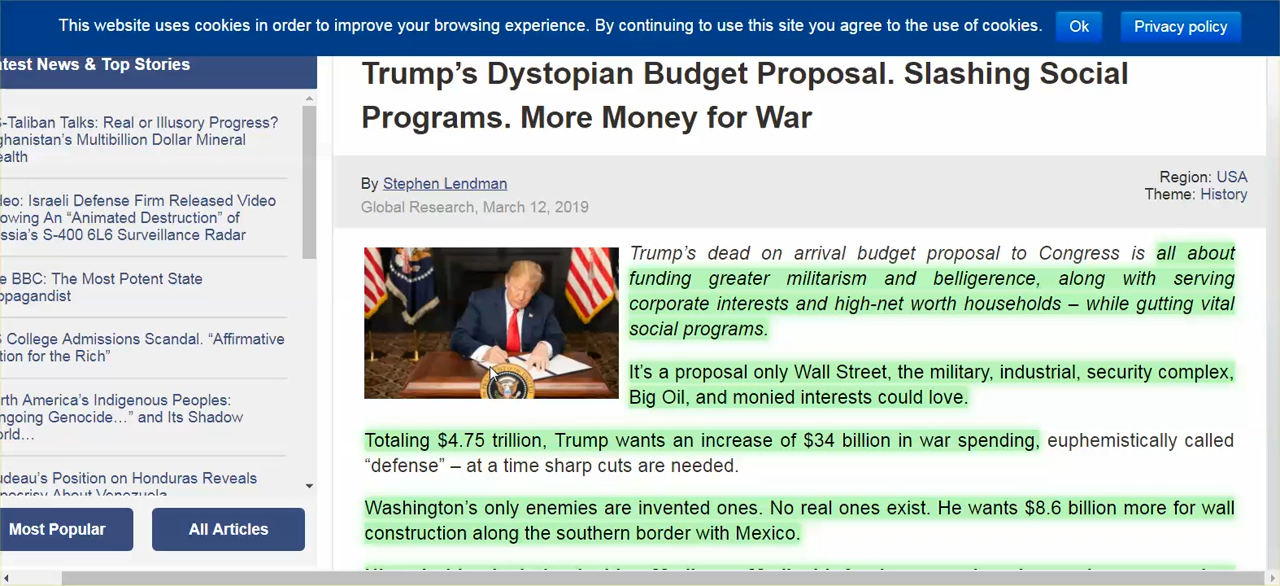 This website uses cookies in order to improve your browsing experience. By continuing to use this site you agree to the use of cookies.
Ok
Privacy policy
test News & Top Stories
S-Taliban Talks: Real or Illusory Progress?
ghanistan’s Multibillion Dollar Mineral
ealth
deo: Israeli Defense Firm Released Video
owing An “Animated Destruction” of
ssia’s S-400 6L6 Surveillance Radar
e BBC: The Most Potent State
opagandist
S College Admissions Scandal. “Affirmative
tion for the Rich”
rth America’s Indigenous Peoples:
ngoing Genocide…” and Its Shadow
orld…
udeau’s Position on Honduras Reveals
pocrisy About Venezuela
Most Popular
All Articles
Trump’s Dystopian Budget Proposal. Slashing Social
Programs. More Money for War
By Stephen Lendman
Global Research, March 12, 2019
Region: USA
Theme: History
Trump’s dead on arrival budget proposal to Congress is all about
funding greater militarism and belligerence, along with serving
corporate interests and high-net worth households – while gutting vital
social programs.
It’s a proposal only Wall Street, the military, industrial, security complex,
Big Oil, and monied interests could love.
Totaling $4.75 trillion, Trump wants an increase of $34 billion in war spending, euphemistically called
“defense” – at a time sharp cuts are needed.
Washington’s only enemies are invented ones. No real ones exist. He wants $8.6 billion more for wall
construction along the southern border with Mexico.